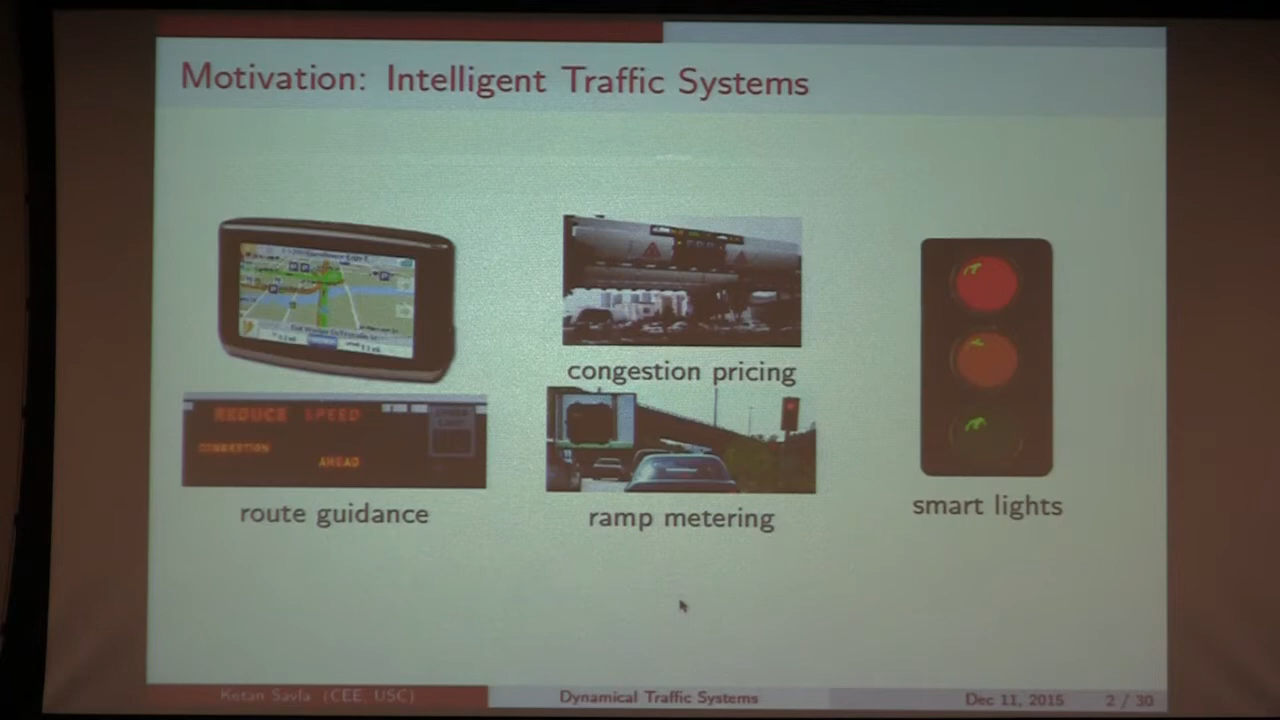 Motivation: Intelligent Traffic Systems
REDUCE SPEED
CONGESTION
AHEAD
route guidance
congestion pricing
ramp metering
smart lights
Ketan Savla (CEE, USC)
Dynamical Traffic Systems
Dec 11, 2015
2 / 30